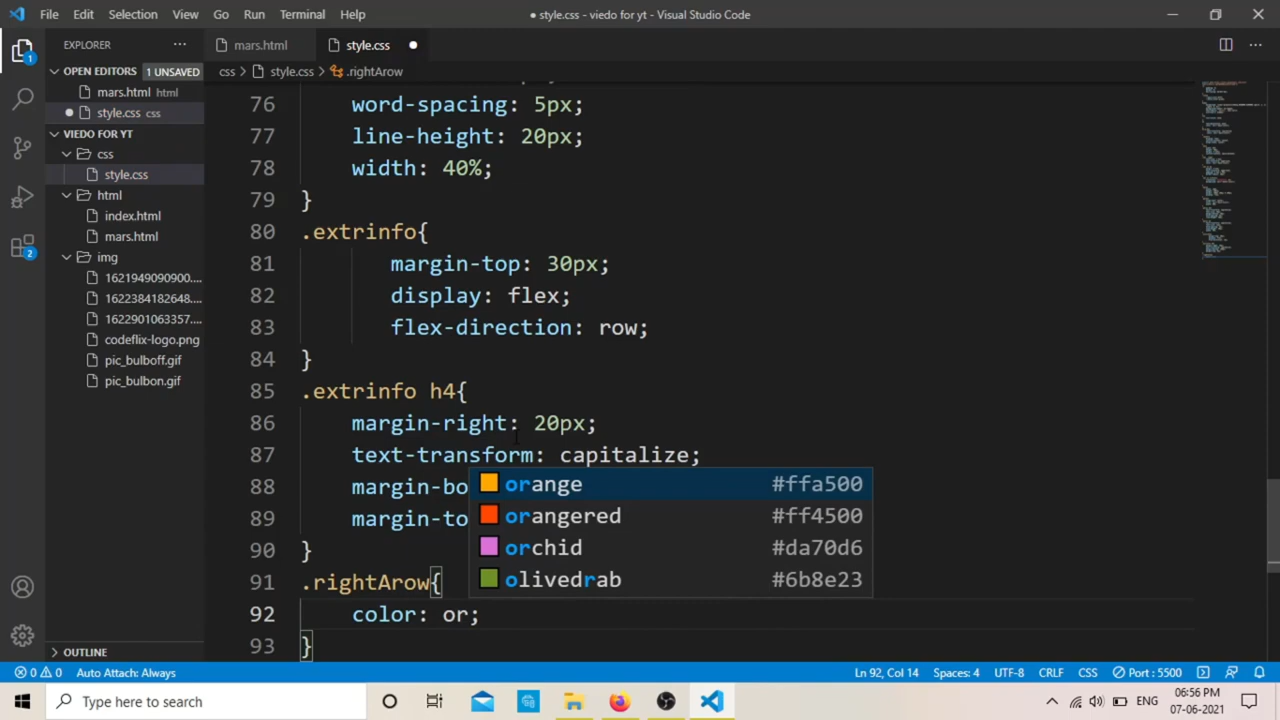 File Edit Selection View Go Run Terminal Help
● style.css - viedo for yt - Visual Studio Code
EXPLORER
mars.html
style.css
OPEN EDITORS 1 UNSAVED
css > style.css > .rightArow
mars.html html
style.css css
VIEDO FOR YT
css
style.css
html
index.html
mars.html
img
1621949090900....
1622384182648....
1622901063357....
codeflix-logo.png
pic_bulboff.gif
pic_bulbon.gif
OUTLINE
76 word-spacing: 5px;
77 line-height: 20px;
78 width: 40%;
79 }
80 .extrinfo{
81 margin-top: 30px;
82 display: flex;
83 flex-direction: row;
84 }
85 .extrinfo h4{
86 margin-right: 20px;
87 text-transform: capitalize;
88 margin-bo
89 margin-to
90 }
91 .rightArow{
92 color: or;
93 }
orange #ffa500
orangered #ff4500
orchid #da70d6
olivedrab #6b8e23
1
2
0 0 Auto Attach: Always
Ln 92, Col 14 Spaces: 4 UTF-8 CRLF CSS Port : 5500
Type here to search
ENG
06:56 PM
07-06-2021